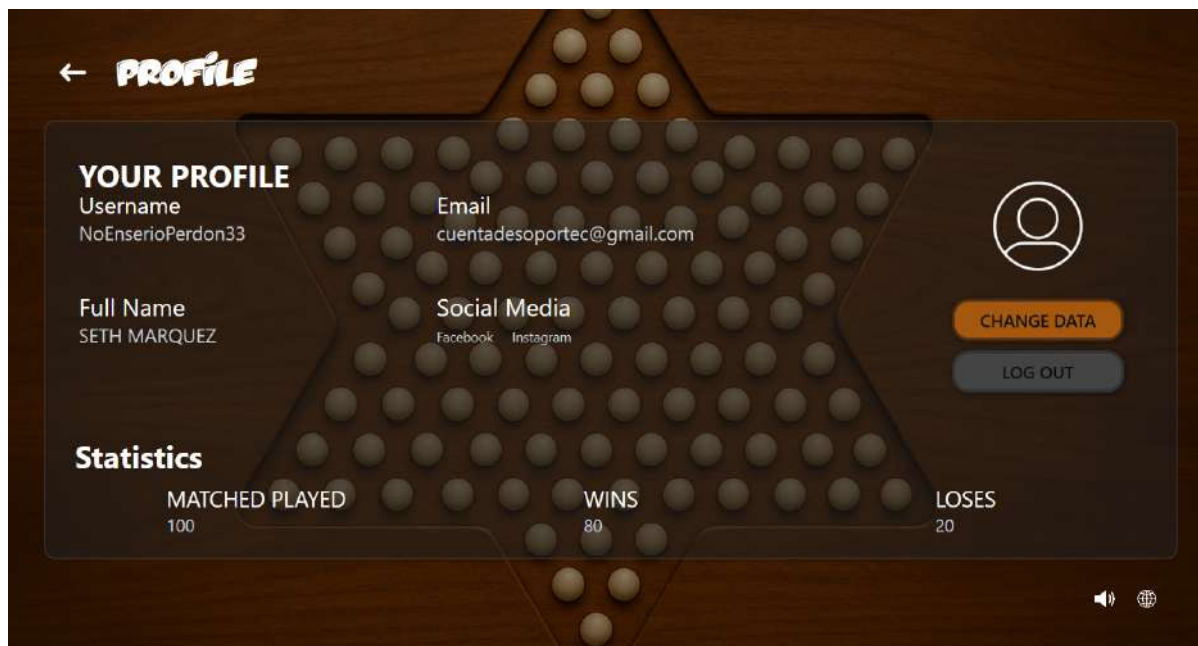 PROFILE
YOUR PROFILE
Username
NoEnserioPerdon33
Email
cuentadesoportec@gmail.com
Full Name
SETH MARQUEZ
Social Media
Facebook Instagram
CHANGE DATA
LOG OUT
Statistics
MATCHED PLAYED
100
WINS
80
LOSES
20